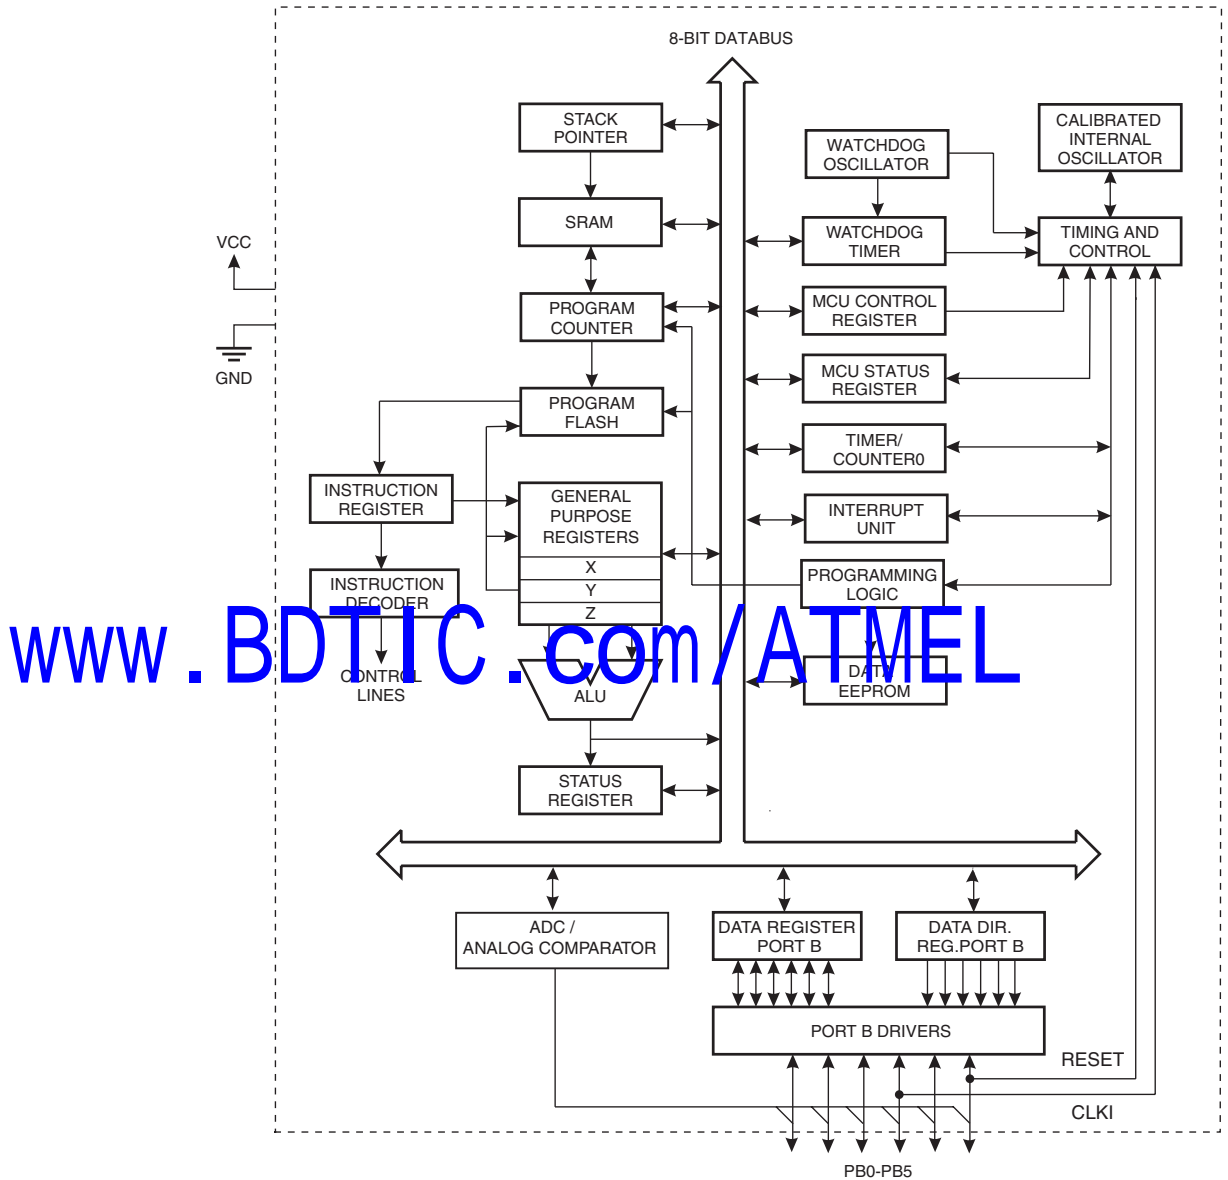 8-BIT DATABUS
STACK
POINTER
WATCHDOG
OSCILLATOR
CALIBRATED
INTERNAL
OSCILLATOR
SRAM
WATCHDOG
TIMER
TIMING AND
CONTROL
VCC
GND
PROGRAM
COUNTER
MCU CONTROL
REGISTER
MCU STATUS
REGISTER
PROGRAM
FLASH
TIMER/
COUNTER0
INSTRUCTION
REGISTER
GENERAL
PURPOSE
REGISTERS
X
Y
Z
INTERRUPT
UNIT
PROGRAMMING
LOGIC
INSTRUCTION
DECODER
www.BDTIC.com/ATMEL
CONTROL
LINES
ALU
DATA
EEPROM
STATUS
REGISTER
ADC /
ANALOG COMPARATOR
DATA REGISTER
PORT B
DATA DIR.
REG.PORT B
PORT B DRIVERS
RESET
CLKI
PB0-PB5